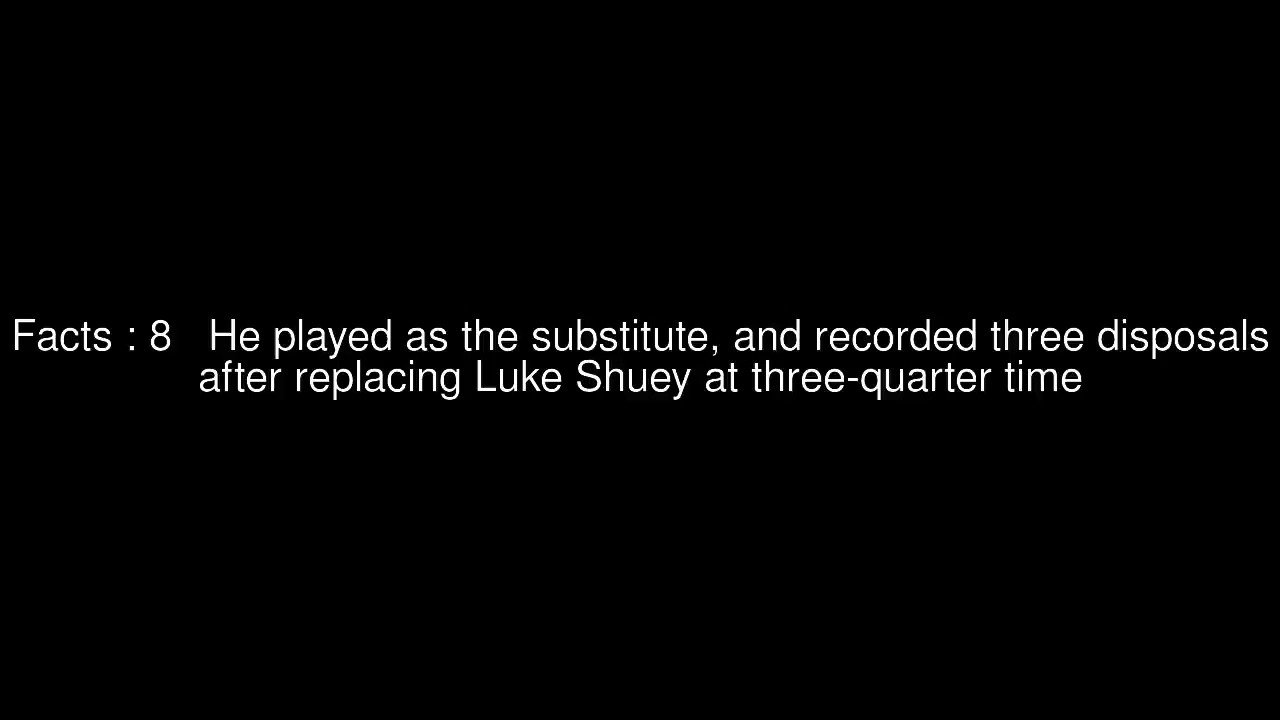 Facts : 8   He played as the substitute, and recorded three disposals
after replacing Luke Shuey at three-quarter time